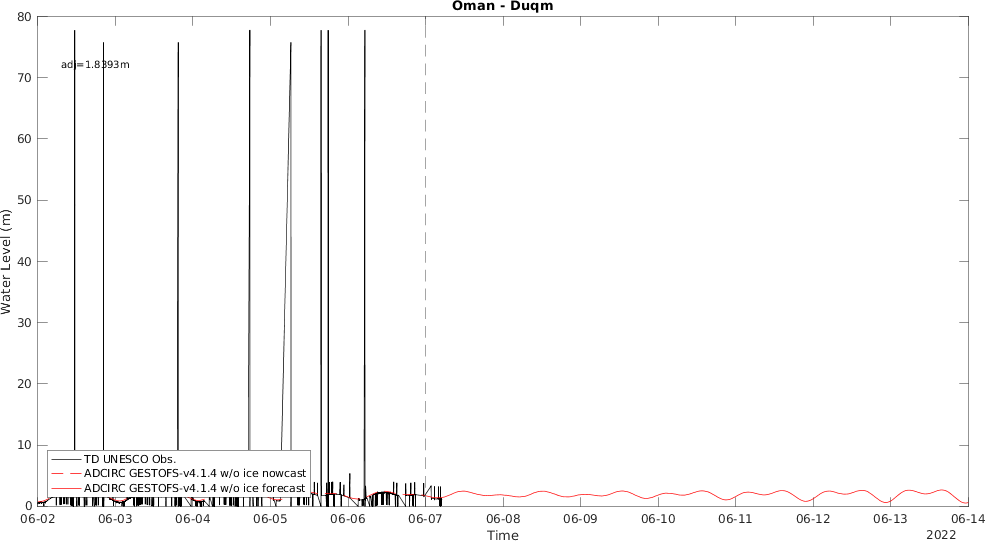 Oman - Duqm
80
70
60
50
40
30
20
10
0
Water Level (m)
adj=1.8393m
TD UNESCO Obs.
ADCIRC GESTOFS-v4.1.4 w/o ice nowcast
ADCIRC GESTOFS-v4.1.4 w/o ice forecast
06-02 06-03 06-04 06-05 06-06 06-07 06-08 06-09 06-10 06-11 06-12 06-13 06-14
Time
2022